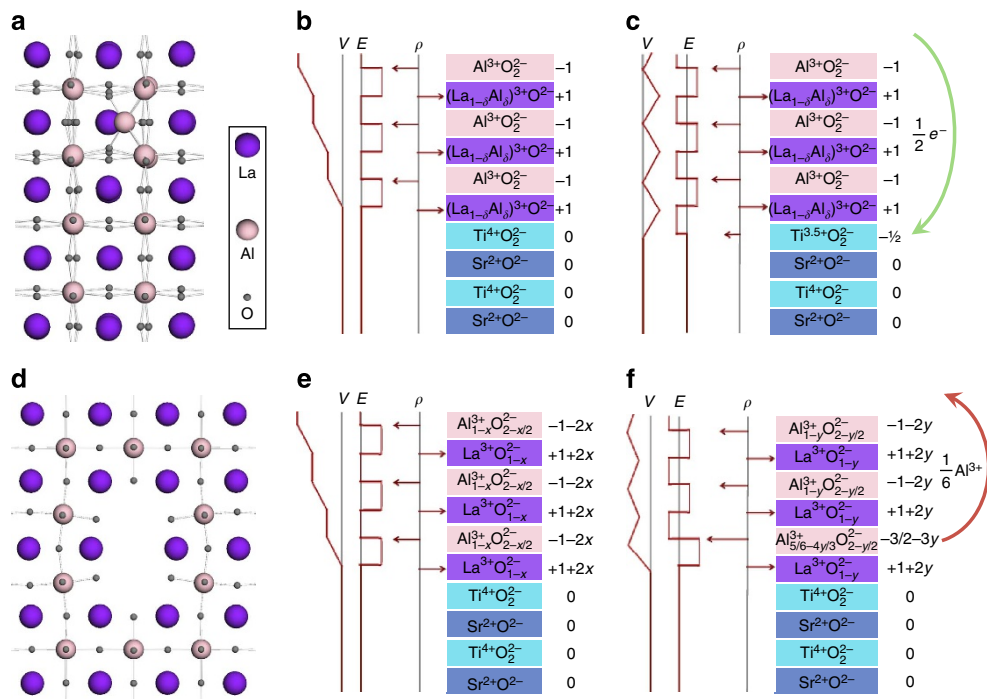 a
La
Al
O
b
V E ρ
Al³⁺O₂²⁻ −1
(La₁₋δAlδ)³⁺O²⁻ +1
Al³⁺O₂²⁻ −1
(La₁₋δAlδ)³⁺O²⁻ +1
Al³⁺O₂²⁻ −1
(La₁₋δAlδ)³⁺O²⁻ +1
Ti⁴⁺O₂²⁻ 0
Sr²⁺O²⁻ 0
Ti⁴⁺O₂²⁻ 0
Sr²⁺O²⁻ 0
c
V E ρ
Al³⁺O₂²⁻ −1
(La₁₋δAlδ)³⁺O²⁻ +1
Al³⁺O₂²⁻ −1
(La₁₋δAlδ)³⁺O²⁻ +1
Al³⁺O₂²⁻ −1
(La₁₋δAlδ)³⁺O²⁻ +1
Ti³·⁵⁺O₂²⁻ −½
Sr²⁺O²⁻ 0
Ti⁴⁺O₂²⁻ 0
Sr²⁺O²⁻ 0
1/2 e⁻
d
e
V E ρ
Al³⁺₁₋ₓO²⁻₂₋ₓ/₂ −1−2x
La³⁺O²⁻₁₋ₓ +1+2x
Al³⁺₁₋ₓO²⁻₂₋ₓ/₂ −1−2x
La³⁺O²⁻₁₋ₓ +1+2x
Al³⁺₁₋ₓO²⁻₂₋ₓ/₂ −1−2x
La³⁺O²⁻₁₋ₓ +1+2x
Ti⁴⁺O₂²⁻ 0
Sr²⁺O²⁻ 0
Ti⁴⁺O₂²⁻ 0
Sr²⁺O²⁻ 0
f
V E ρ
Al³⁺₁₋yO²⁻₂₋y/₂ −1−2y
La³⁺O²⁻₁₋y +1+2y
Al³⁺₁₋yO²⁻₂₋y/₂ −1−2y
La³⁺O²⁻₁₋y +1+2y
Al³⁺₅/₆₋₄y/₃O²⁻₂₋y/₂ −3/2−3y
La³⁺O²⁻₁₋y +1+2y
Ti⁴⁺O₂²⁻ 0
Sr²⁺O²⁻ 0
Ti⁴⁺O₂²⁻ 0
Sr²⁺O²⁻ 0
1/6 Al³⁺